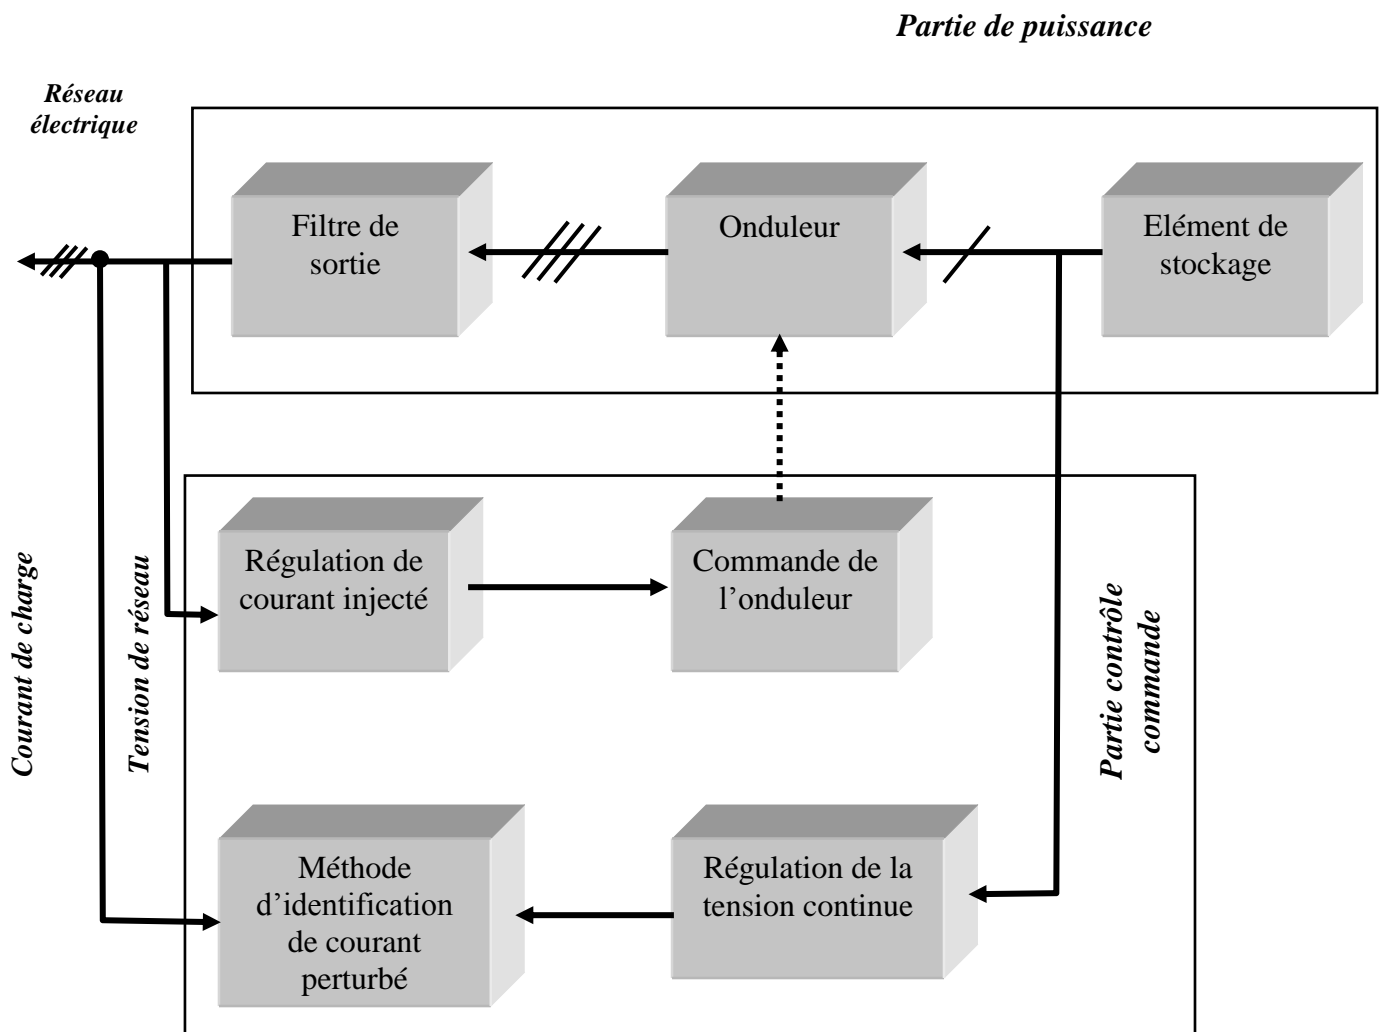 Partie de puissance
Réseau
électrique
Filtre de
sortie
Onduleur
Elément de
stockage
Régulation de
courant injecté
Commande de
l’onduleur
Courant de charge
Tension de réseau
Partie contrôle
commande
Méthode
d’identification
de courant
perturbé
Régulation de la
tension continue